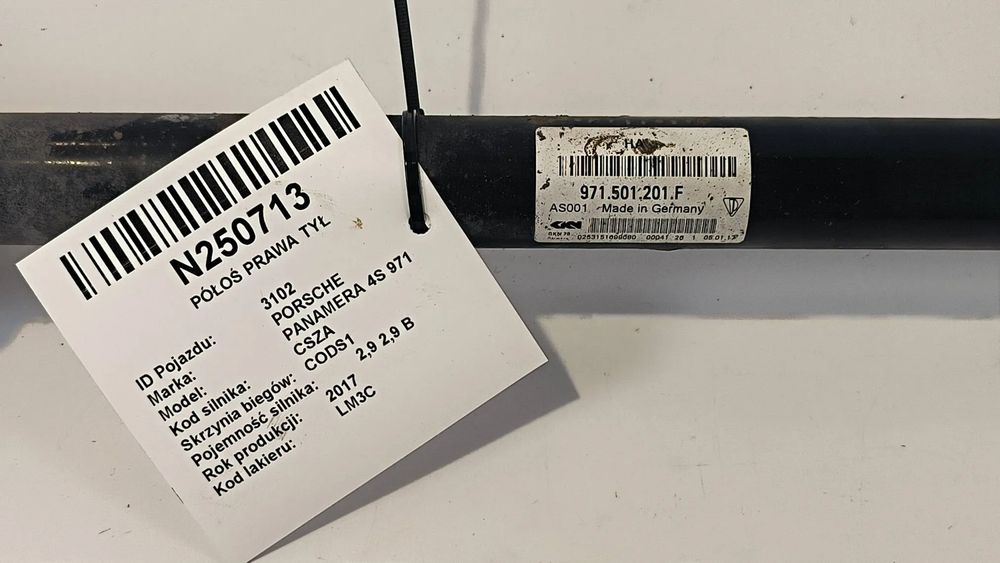 N250713
PÓŁOŚ PRAWA TYŁ
ID Pojazdu: 3102
Marka: PORSCHE
Model: PANAMERA 4S 971
Kod silnika: CSZA
Skrzynia biegów: CODS1
Pojemność silnika: 2,9 2,9 B
Rok produkcji: 2017
Kod lakieru: LM3C
971.501.201.F
AS001 Made in Germany
GKN